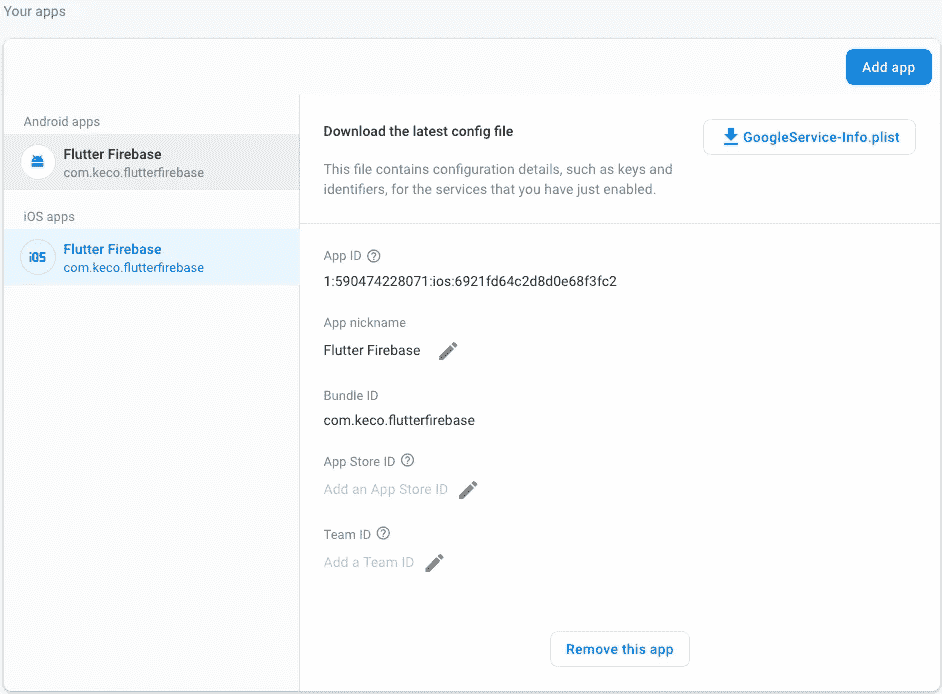 Your apps
Add app
Android apps
Flutter Firebase
com.keco.flutterfirebase
iOS apps
iOS
Flutter Firebase
com.keco.flutterfirebase
Download the latest config file
GoogleService-Info.plist
This file contains configuration details, such as keys and
identifiers, for the services that you have just enabled.
App ID ?
1:590474228071:ios:6921fd64c2d8d0e68f3fc2
App nickname
Flutter Firebase
Bundle ID
com.keco.flutterfirebase
App Store ID ?
Add an App Store ID
Team ID ?
Add a Team ID
Remove this app